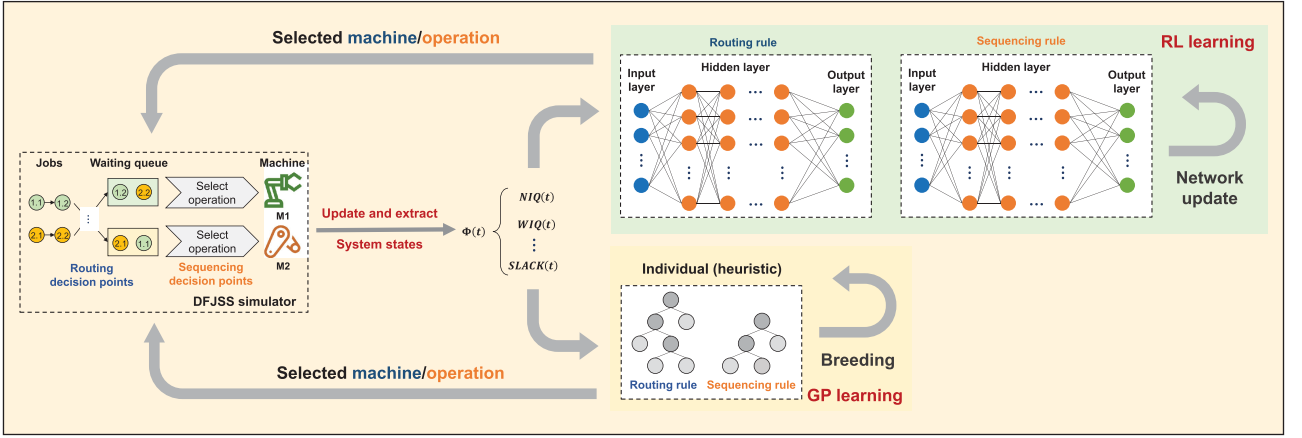 Selected machine/operation
Jobs
Waiting queue
Machine
1.1
1.2
1.2
2.2
Select
operation
M1
2.1
2.2
2.1
1.1
Select
operation
M2
Routing
decision points
Sequencing
decision points
DFJSS simulator
Update and extract
System states
Φ(t)
NIQ(t)
WIQ(t)
SLACK(t)
Selected machine/operation
Routing rule
Input
layer
Hidden layer
Output
layer
Sequencing rule
Input
layer
Hidden layer
Output
layer
RL learning
Network
update
Individual (heuristic)
Routing rule
Sequencing rule
Breeding
GP learning